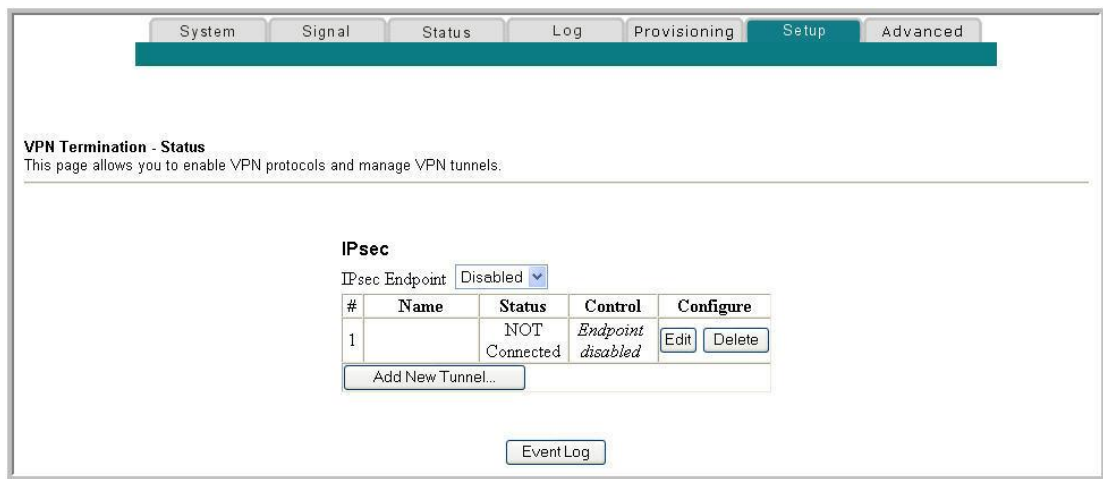 System Signal Status Log Provisioning Setup Advanced
VPN Termination - Status
This page allows you to enable VPN protocols and manage VPN tunnels.
IPsec
IPsec Endpoint Disabled
# Name Status Control Configure
1 NOT Connected Endpoint disabled Edit Delete
Add New Tunnel...
Event Log